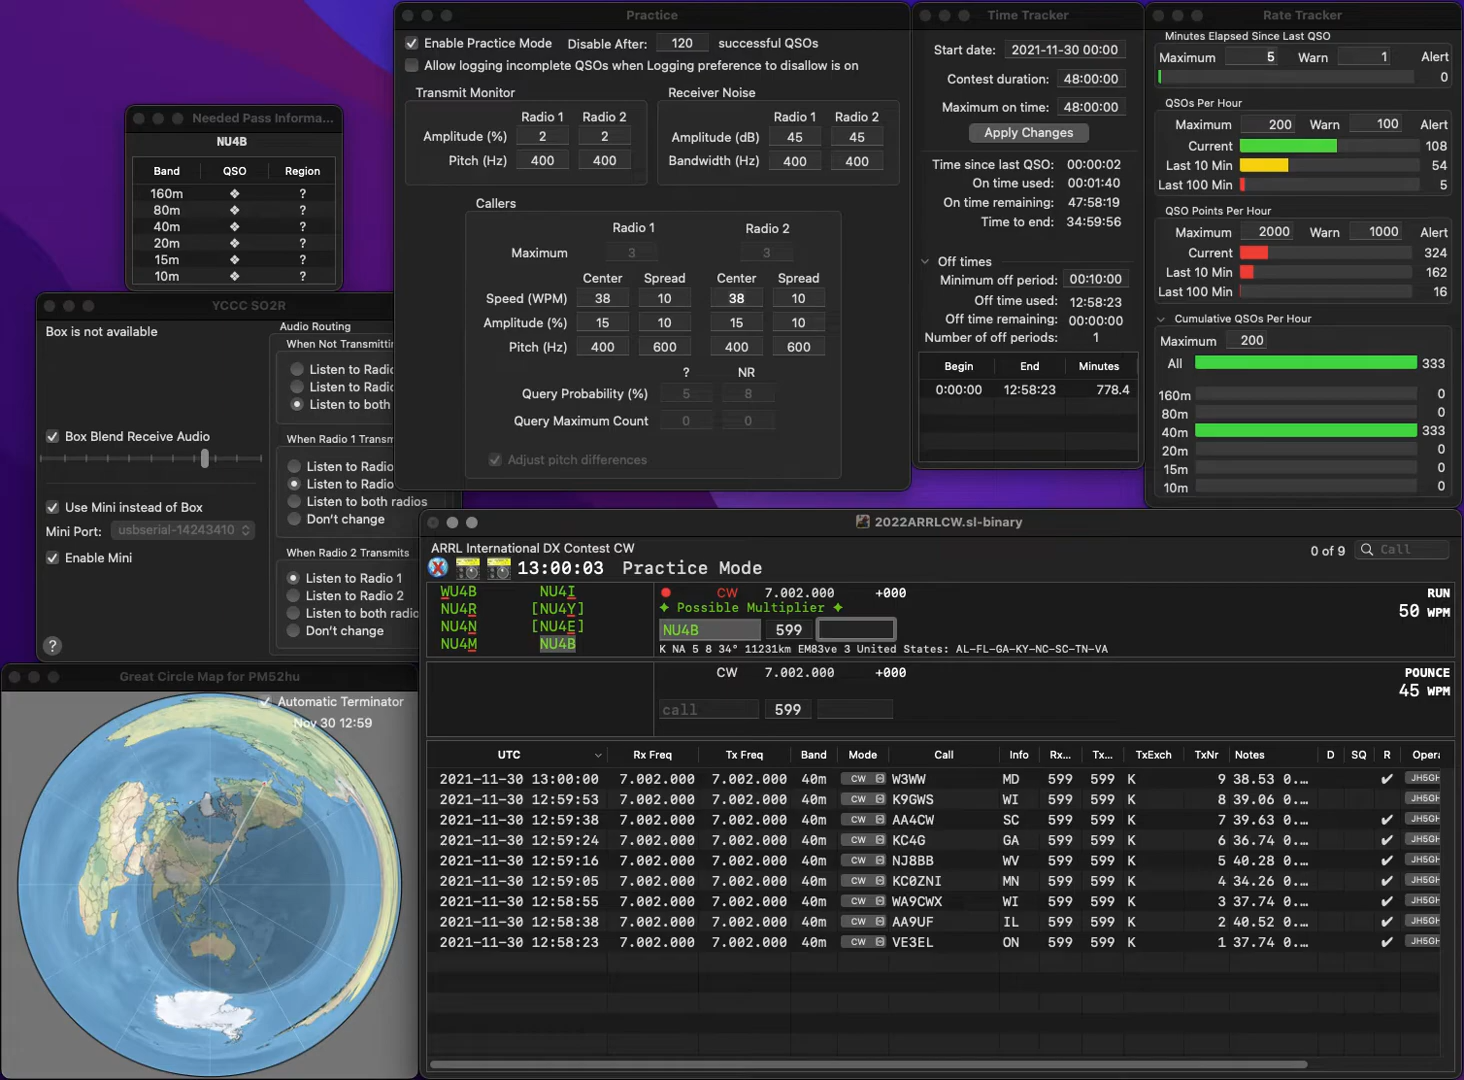 Practice
Enable Practice Mode Disable After: 120 successful QSOs
Allow logging incomplete QSOs when Logging preference to disallow is on
Transmit Monitor
Radio 1 Radio 2
Amplitude (%) 2 2
Pitch (Hz) 400 400
Receiver Noise
Radio 1 Radio 2
Amplitude (dB) 45 45
Bandwidth (Hz) 400 400
Callers
Radio 1 Radio 2
Maximum 3 3
Center Spread Center Spread
Speed (WPM) 38 10 38 10
Amplitude (%) 15 10 15 10
Pitch (Hz) 400 600 400 600
? NR
Query Probability (%) 5 8
Query Maximum Count 0 0
Adjust pitch differences
Time Tracker
Start date: 2021-11-30 00:00
Contest duration: 48:00:00
Maximum on time: 48:00:00
Apply Changes
Time since last QSO: 00:00:02
On time used: 00:01:40
On time remaining: 47:58:19
Time to end: 34:59:56
Off times
Minimum off period: 00:10:00
Off time used: 12:58:23
Off time remaining: 00:00:00
Number of off periods: 1
Begin End Minutes
0:00:00 12:58:23 778.4
Rate Tracker
Minutes Elapsed Since Last QSO
Maximum 5 Warn 1 Alert
0
QSOs Per Hour
Maximum 200 Warn 100 Alert
Current 108
Last 10 Min 54
Last 100 Min 5
QSO Points Per Hour
Maximum 2000 Warn 1000 Alert
Current 324
Last 10 Min 162
Last 100 Min 16
Cumulative QSOs Per Hour
Maximum 200
All 333
160m 0
80m 0
40m 333
20m 0
15m 0
10m 0
Needed Pass Informa...
NU4B
Band QSO Region
160m ❖ ?
80m ❖ ?
40m ❖ ?
20m ❖ ?
15m ❖ ?
10m ❖ ?
YCCC SO2R
Box is not available
Box Blend Receive Audio
Use Mini instead of Box
Mini Port: usbserial-14243410
Enable Mini
?
Audio Routing
When Not Transmittin
Listen to Radio
Listen to Radio
Listen to both
When Radio 1 Transmi
Listen to Radio
Listen to Radio
Listen to both radios
Don't change
When Radio 2 Transmits
Listen to Radio 1
Listen to Radio 2
Listen to both radio
Don't change
Great Circle Map for PM52hu
Automatic Terminator
Nov 30 12:59
2022ARRLCW.sl-binary
ARRL International DX Contest CW
0 of 9 Call
13:00:03 Practice Mode
WU4B NU4I
NU4R [NU4Y]
NU4N [NU4E]
NU4M NU4B
CW 7.002.000 +000 RUN
✦ Possible Multiplier ✦ 50 WPM
NU4B 599
K NA 5 8 34° 11231km EM83ve 3 United States: AL-FL-GA-KY-NC-SC-TN-VA
CW 7.002.000 +000 POUNCE
45 WPM
call 599
UTC Rx Freq Tx Freq Band Mode Call Info Rx... Tx... TxExch TxNr Notes D SQ R Opera
2021-11-30 13:00:00 7.002.000 7.002.000 40m CW W3WW MD 599 599 K 9 38.53 0.... ✔ JH5GH
2021-11-30 12:59:53 7.002.000 7.002.000 40m CW K9GWS WI 599 599 K 8 39.06 0.... JH5GH
2021-11-30 12:59:38 7.002.000 7.002.000 40m CW AA4CW SC 599 599 K 7 39.63 0.... ✔ JH5GH
2021-11-30 12:59:24 7.002.000 7.002.000 40m CW KC4G GA 599 599 K 6 36.74 0.... ✔ JH5GH
2021-11-30 12:59:16 7.002.000 7.002.000 40m CW NJ8BB WV 599 599 K 5 40.28 0.... ✔ JH5GH
2021-11-30 12:59:05 7.002.000 7.002.000 40m CW KC0ZNI MN 599 599 K 4 34.26 0.... ✔ JH5GH
2021-11-30 12:58:55 7.002.000 7.002.000 40m CW WA9CWX WI 599 599 K 3 37.74 0.... ✔ JH5GH
2021-11-30 12:58:38 7.002.000 7.002.000 40m CW AA9UF IL 599 599 K 2 40.52 0.... ✔ JH5GH
2021-11-30 12:58:23 7.002.000 7.002.000 40m CW VE3EL ON 599 599 K 1 37.74 0.... ✔ JH5GH